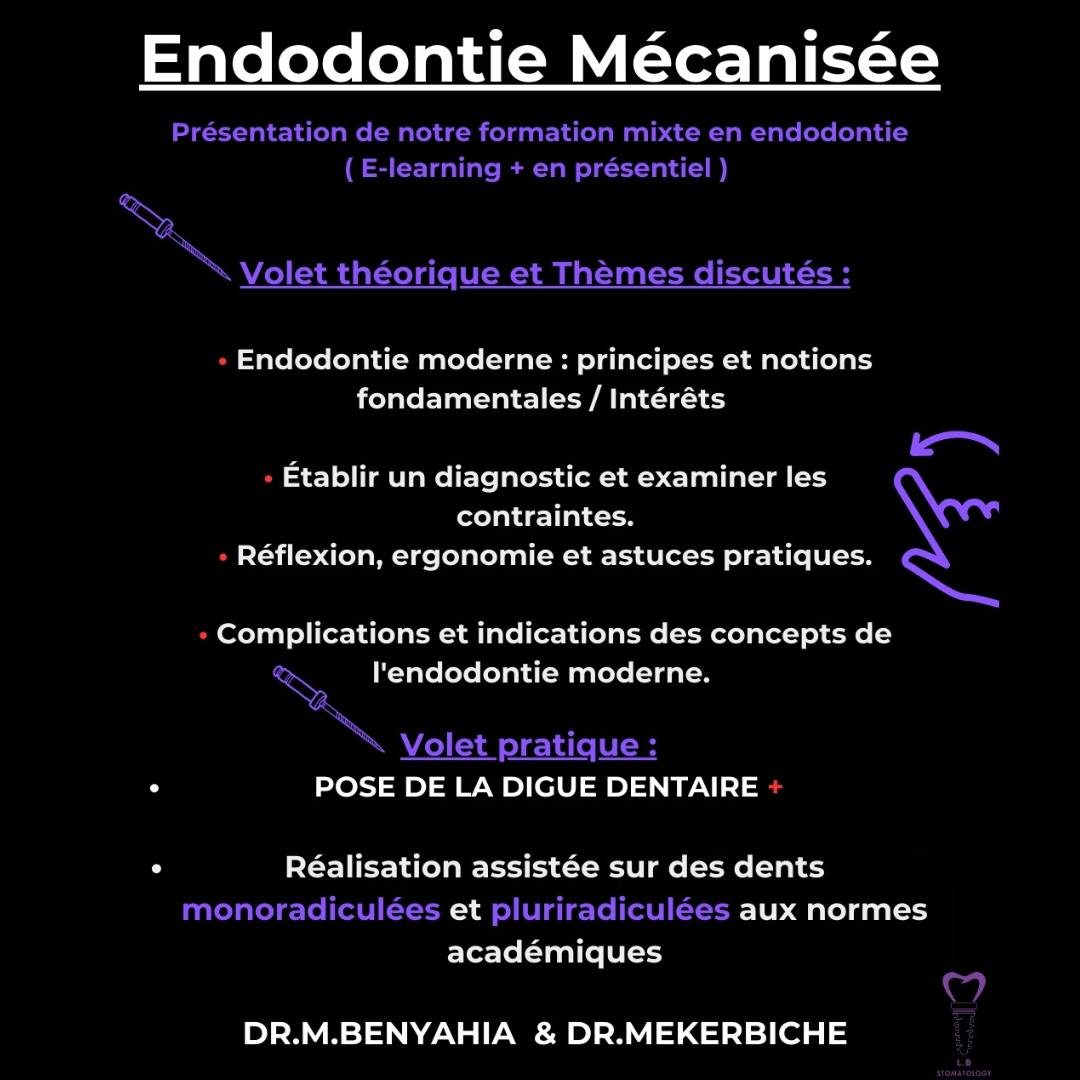 Endodontie Mécanisée
Présentation de notre formation mixte en endodontie
( E-learning + en présentiel )
Volet théorique et Thèmes discutés :
• Endodontie moderne : principes et notions
fondamentales / Intérêts
• Établir un diagnostic et examiner les
contraintes.
• Réflexion, ergonomie et astuces pratiques.
• Complications et indications des concepts de
l'endodontie moderne.
Volet pratique :
• POSE DE LA DIGUE DENTAIRE +
• Réalisation assistée sur des dents
monoradiculées et pluriradiculées aux normes
académiques
DR.M.BENYAHIA & DR.MEKERBICHE
L.B
STOMATOLOGY